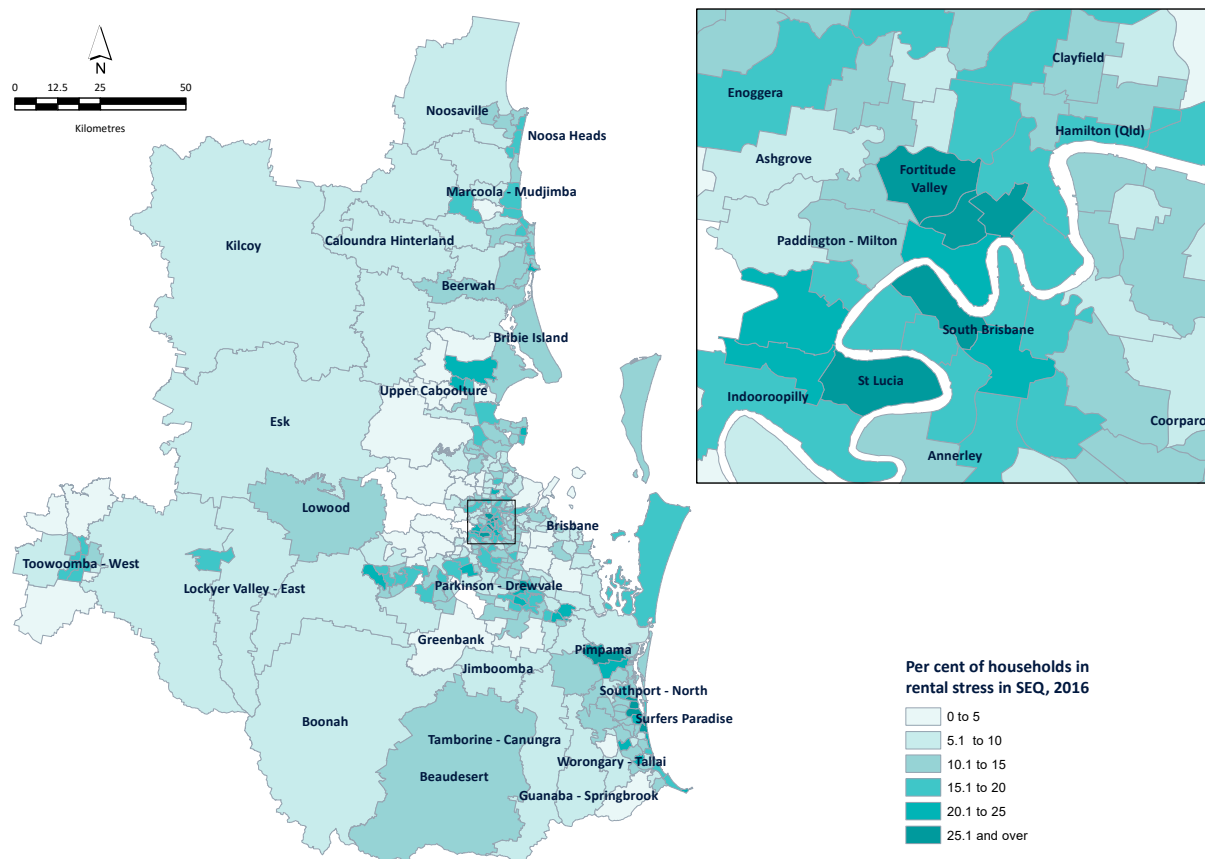 N
0 12.5 25 50
Kilometres
Noosaville
Noosa Heads
Marcoola - Mudjimba
Kilcoy
Caloundra Hinterland
Beerwah
Bribie Island
Upper Caboolture
Esk
Lowood
Brisbane
Toowoomba - West
Lockyer Valley - East
Parkinson - Drewvale
Greenbank
Jimboomba
Pimpama
Southport - North
Surfers Paradise
Boonah
Tamborine - Canungra
Worongary - Tallai
Beaudesert
Guanaba - Springbrook
Clayfield
Enoggera
Hamilton (Qld)
Ashgrove
Fortitude
Valley
Paddington - Milton
South Brisbane
St Lucia
Indooroopilly
Coorparo
Annerley
Per cent of households in
rental stress in SEQ, 2016
0 to 5
5.1 to 10
10.1 to 15
15.1 to 20
20.1 to 25
25.1 and over